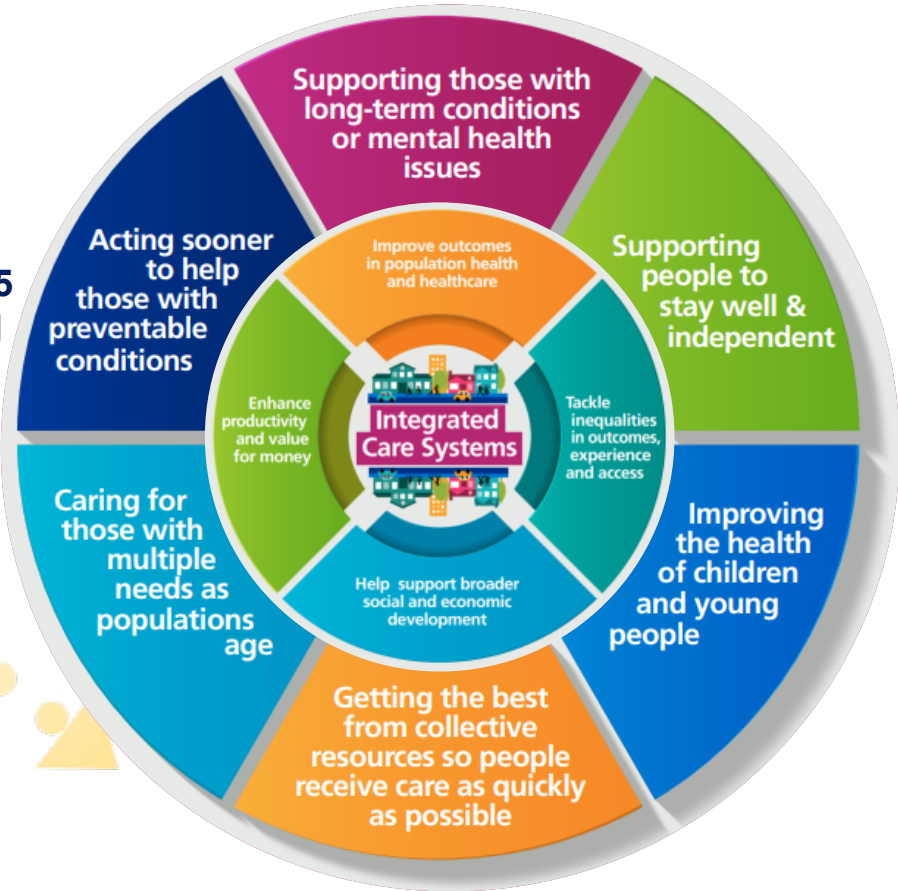 Supporting those with
long-term conditions
or mental health
issues
Supporting
people to
stay well &
independent
Improving
the health
of children
and young
people
Getting the best
from collective
resources so people
receive care as quickly
as possible
Caring for
those with
multiple
needs as
populations
age
Acting sooner
to help
those with
preventable
conditions
5
Improve outcomes
in population health
and healthcare
Tackle
inequalities
in outcomes,
experience
and access
Help support broader
social and economic
development
Enhance
productivity
and value
for money
Integrated
Care Systems